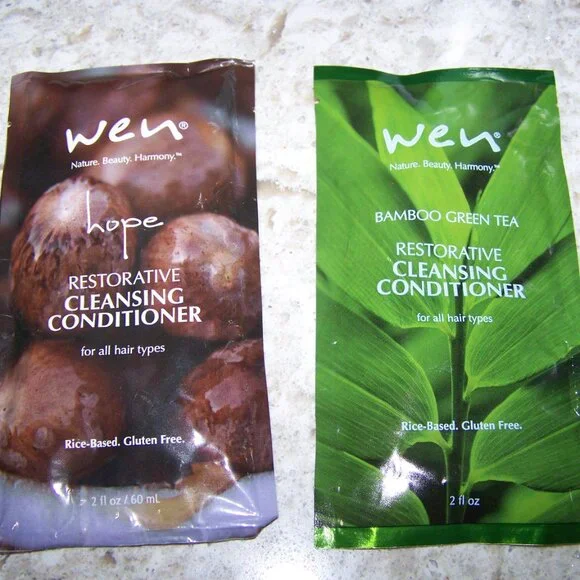 wen®
Nature. Beauty. Harmony.™
hope
RESTORATIVE
CLEANSING
CONDITIONER
for all hair types
Rice-Based. Gluten Free.
2 fl oz / 60 mL
wen®
Nature. Beauty. Harmony.™
BAMBOO GREEN TEA
RESTORATIVE
CLEANSING
CONDITIONER
for all hair types
Rice-Based. Gluten Free.
2 fl oz